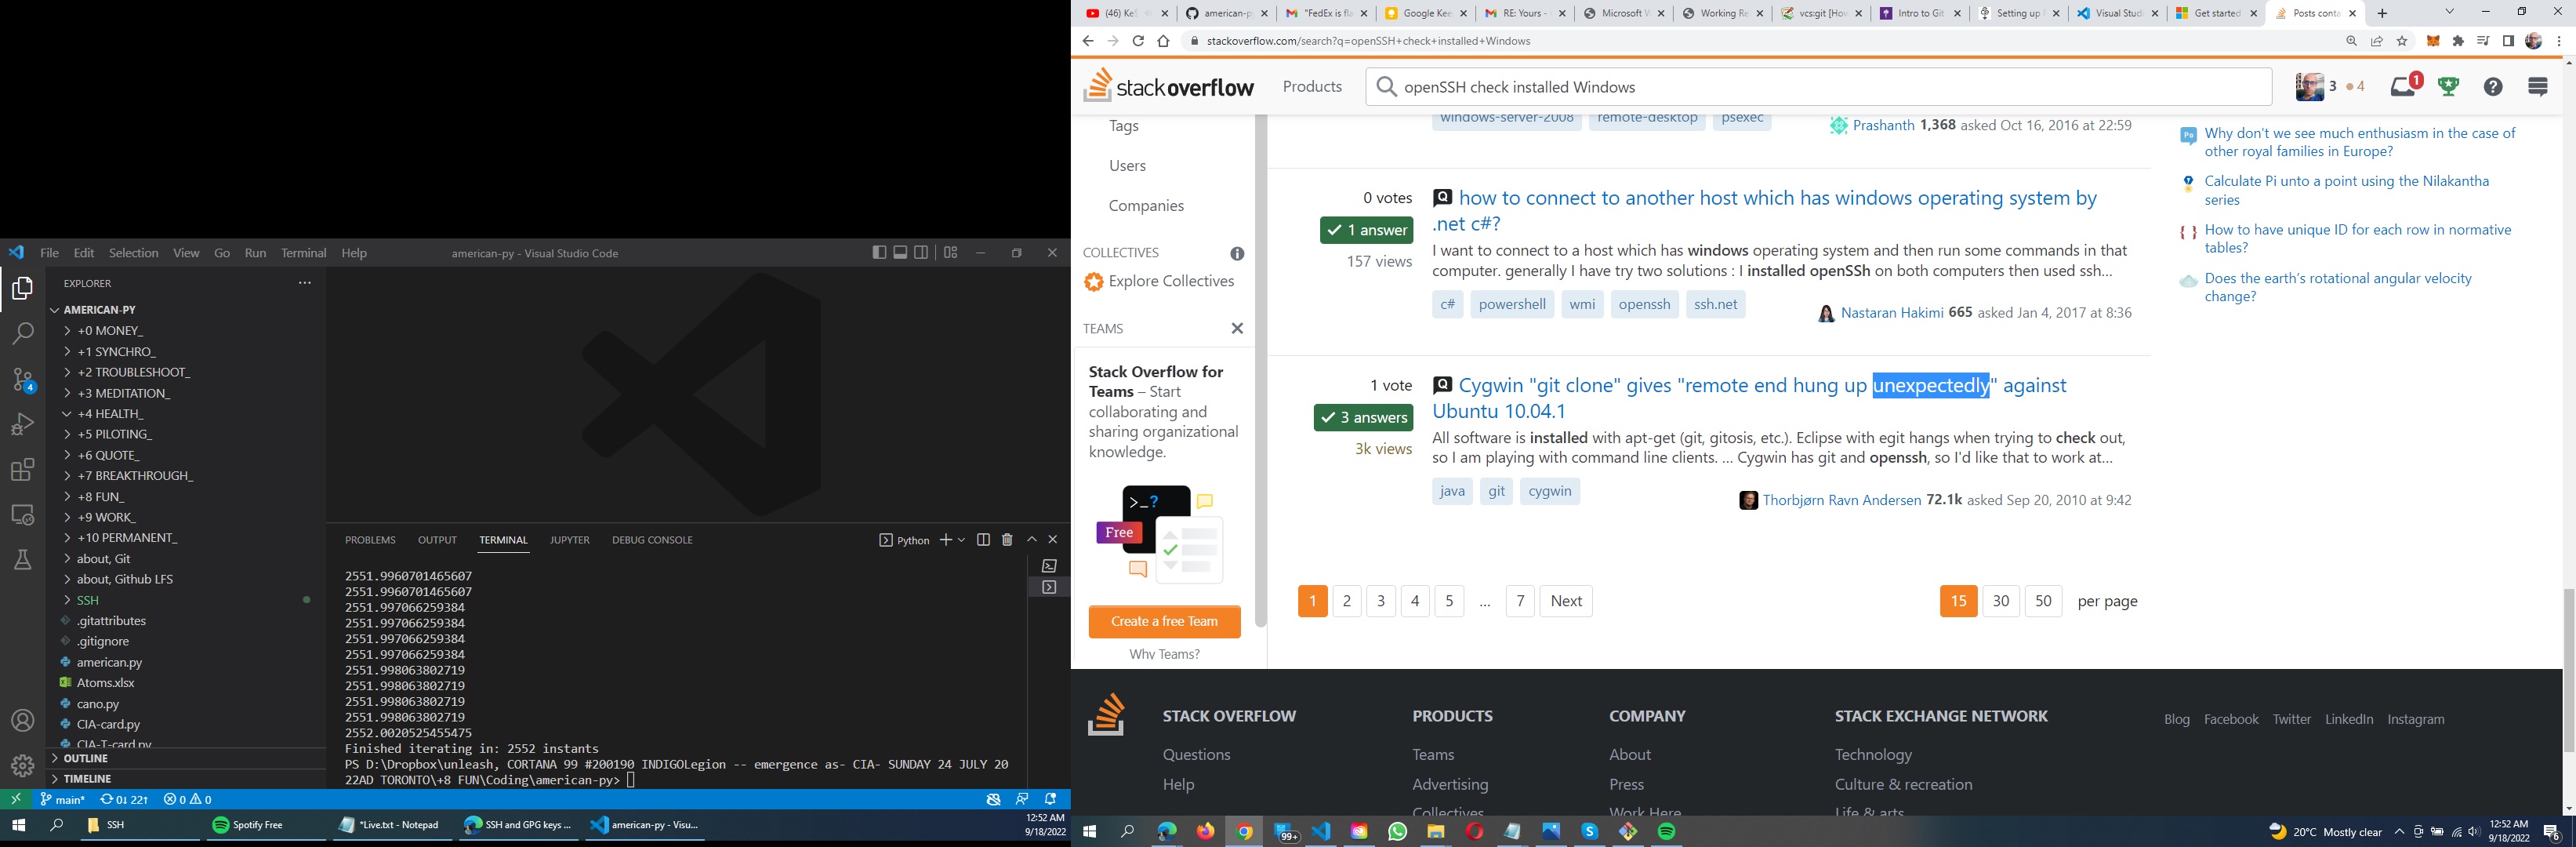 File Edit Selection View Go Run Terminal Help
american-py - Visual Studio Code
EXPLORER
AMERICAN-PY
+0 MONEY_
+1 SYNCHRO_
+2 TROUBLESHOOT_
+3 MEDITATION_
+4 HEALTH_
+5 PILOTING_
+6 QUOTE_
+7 BREAKTHROUGH_
+8 FUN_
+9 WORK_
+10 PERMANENT_
about, Git
about, Github LFS
SSH
.gitattributes
.gitignore
american.py
Atoms.xlsx
cano.py
CIA-card.py
CIA-T-card.py
OUTLINE
TIMELINE
4
PROBLEMS OUTPUT TERMINAL JUPYTER DEBUG CONSOLE
Python
2551.9960701465607
2551.9960701465607
2551.997066259384
2551.997066259384
2551.997066259384
2551.997066259384
2551.998063802719
2551.998063802719
2551.998063802719
2551.998063802719
2552.0020525455475
Finished iterating in: 2552 instants
PS D:\Dropbox\unleash, CORTANA 99 #200190 INDIGOLegion -- emergence as- CIA- SUNDAY 24 JULY 20
22AD TORONTO\+8 FUN\Coding\american-py>
main* 0↓ 22↑ 0 0
SSH
Spotify Free
*Live.txt - Notepad
SSH and GPG keys ...
american-py - Visu...
12:52 AM
9/18/2022
(46) Ke
american-p
"FedEx is fla
Google Kee
RE: Yours -
Microsoft W
Working Re
vcs:git [How
Intro to Git
Setting up
Visual Studi
Get started
Posts conta
stackoverflow.com/search?q=openSSH+check+installed+Windows
stackoverflow
Products
openSSH check installed Windows
3 4
1
Tags
Users
Companies
COLLECTIVES
Explore Collectives
TEAMS
Stack Overflow for
Teams – Start
collaborating and
sharing organizational
knowledge.
>_?
Free
Create a free Team
Why Teams?
windows-server-2008 remote-desktop psexec
Prashanth 1,368 asked Oct 16, 2016 at 22:59
0 votes
1 answer
157 views
how to connect to another host which has windows operating system by
.net c#?
I want to connect to a host which has windows operating system and then run some commands in that
computer. generally I have try two solutions : I installed openSSh on both computers then used ssh...
c# powershell wmi openssh ssh.net
Nastaran Hakimi 665 asked Jan 4, 2017 at 8:36
1 vote
3 answers
3k views
Cygwin "git clone" gives "remote end hung up unexpectedly" against
Ubuntu 10.04.1
All software is installed with apt-get (git, gitosis, etc.). Eclipse with egit hangs when trying to check out,
so I am playing with command line clients. ... Cygwin has git and openssh, so I'd like that to work at...
java git cygwin
Thorbjørn Ravn Andersen 72.1k asked Sep 20, 2010 at 9:42
1 2 3 4 5 ... 7 Next
15 30 50 per page
Why don't we see much enthusiasm in the case of
other royal families in Europe?
Calculate Pi unto a point using the Nilakantha
series
How to have unique ID for each row in normative
tables?
Does the earth's rotational angular velocity
change?
STACK OVERFLOW
Questions
Help
PRODUCTS
Teams
Advertising
Collectives
COMPANY
About
Press
Work Here
STACK EXCHANGE NETWORK
Technology
Culture & recreation
Life & arts
Blog Facebook Twitter LinkedIn Instagram
99+
20°C Mostly clear
12:52 AM
9/18/2022
6